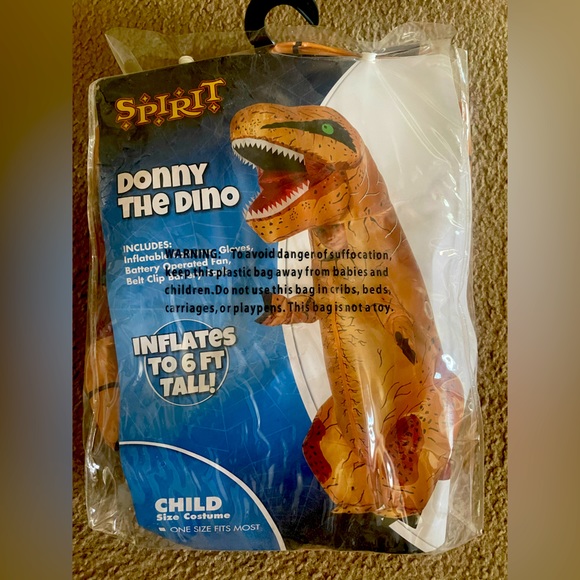 SPIRIT
DONNY
THE DINO
INCLUDES:
Inflatable Gloves,
Battery Operated Fan,
Belt Clip
WARNING: To avoid danger of suffocation,
keep this plastic bag away from babies and
children. Do not use this bag in cribs, beds,
carriages, or playpens. This bag is not a toy.
INFLATES
TO 6 FT
TALL!
CHILD
Size Costume
ONE SIZE FITS MOST